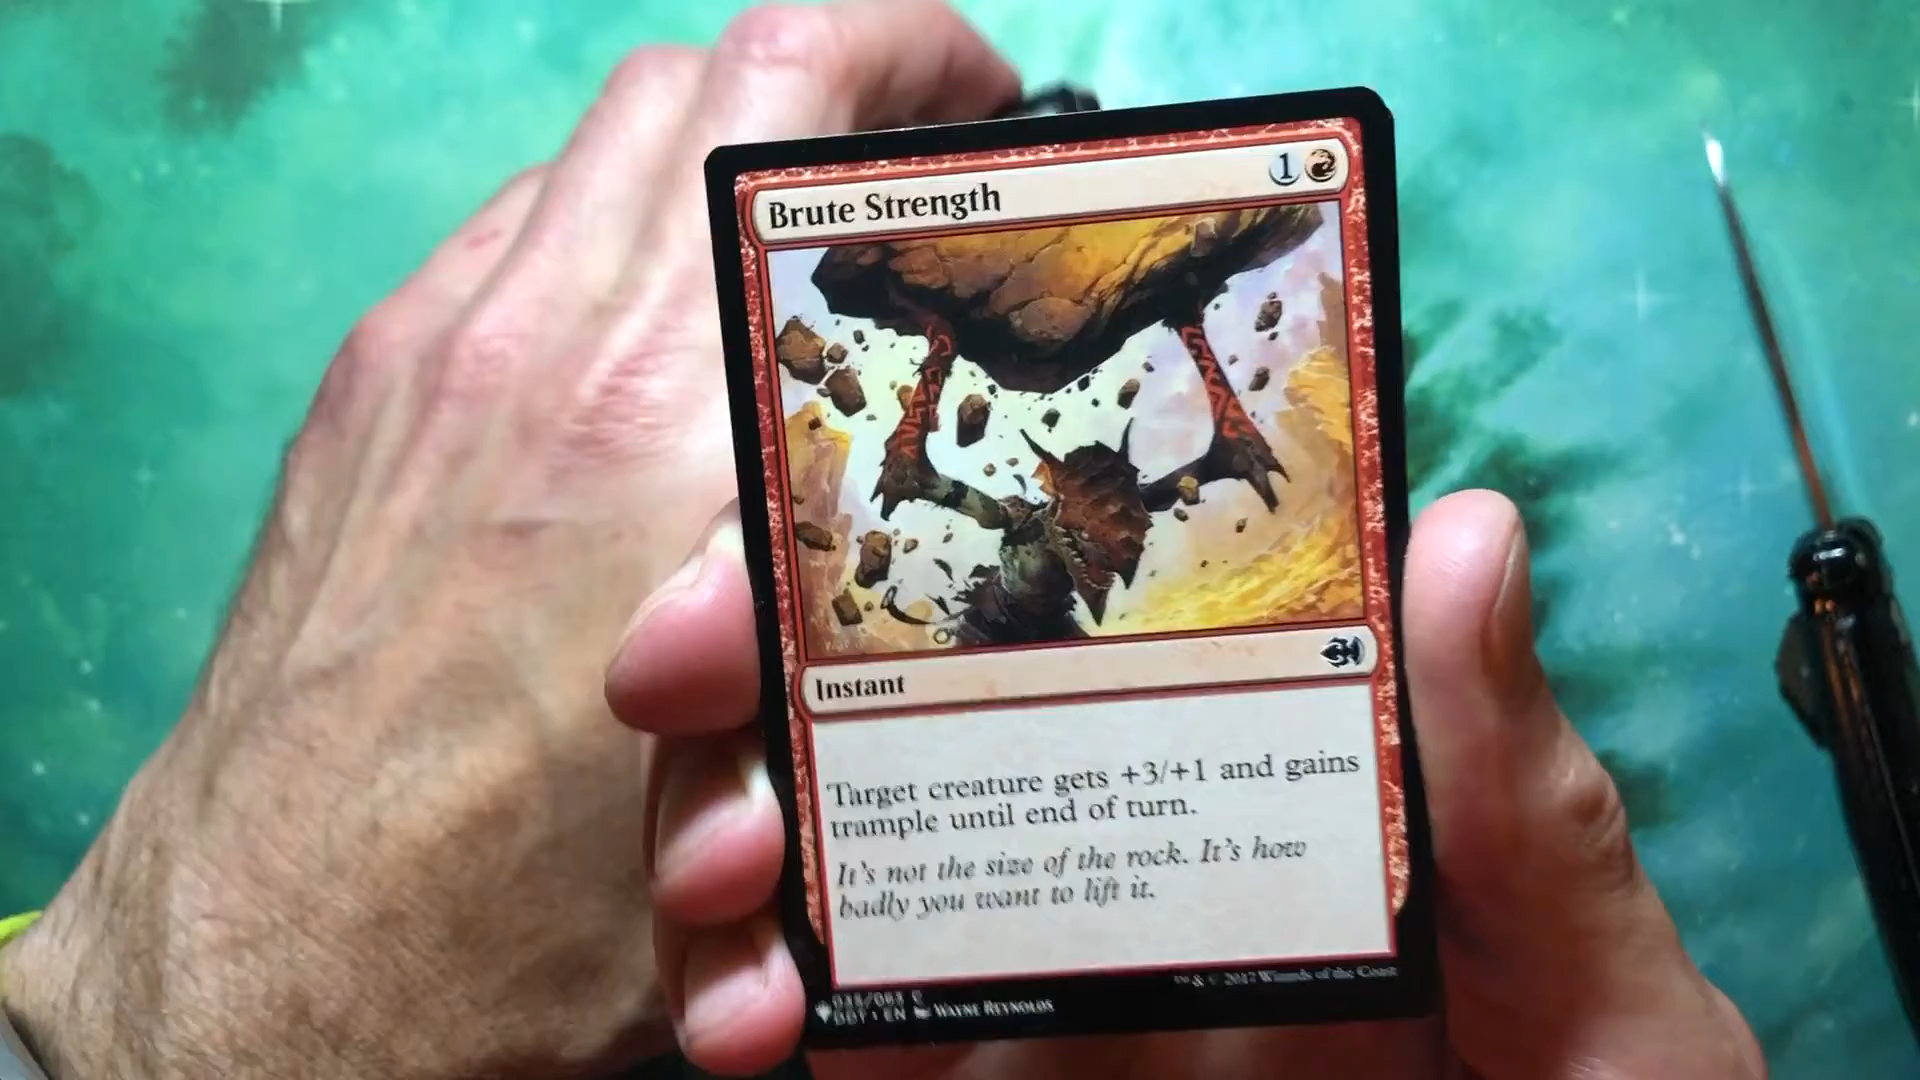 Brute Strength 1
Instant
Target creature gets +3/+1 and gains
trample until end of turn.
It's not the size of the rock. It's how
badly you want to lift it.
™ & © 2017 Wizards of the Coast
DDT • EN WAYNE REYNOLDS